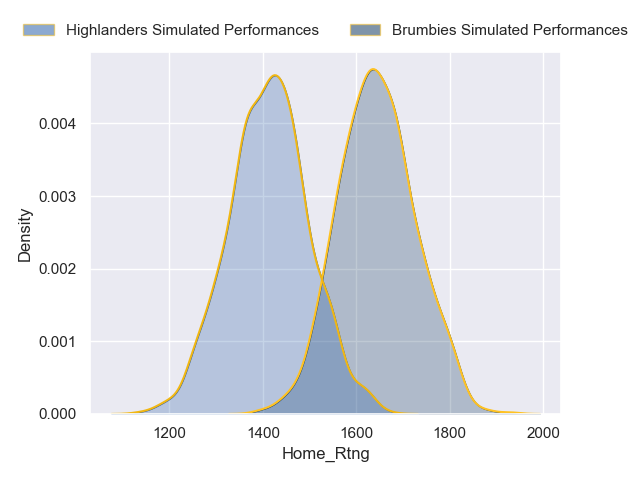 Highlanders Simulated Performances Brumbies Simulated Performances
0.004
0.003
0.002
0.001
0.000
Density
1200 1400 1600 1800 2000
Home_Rtng